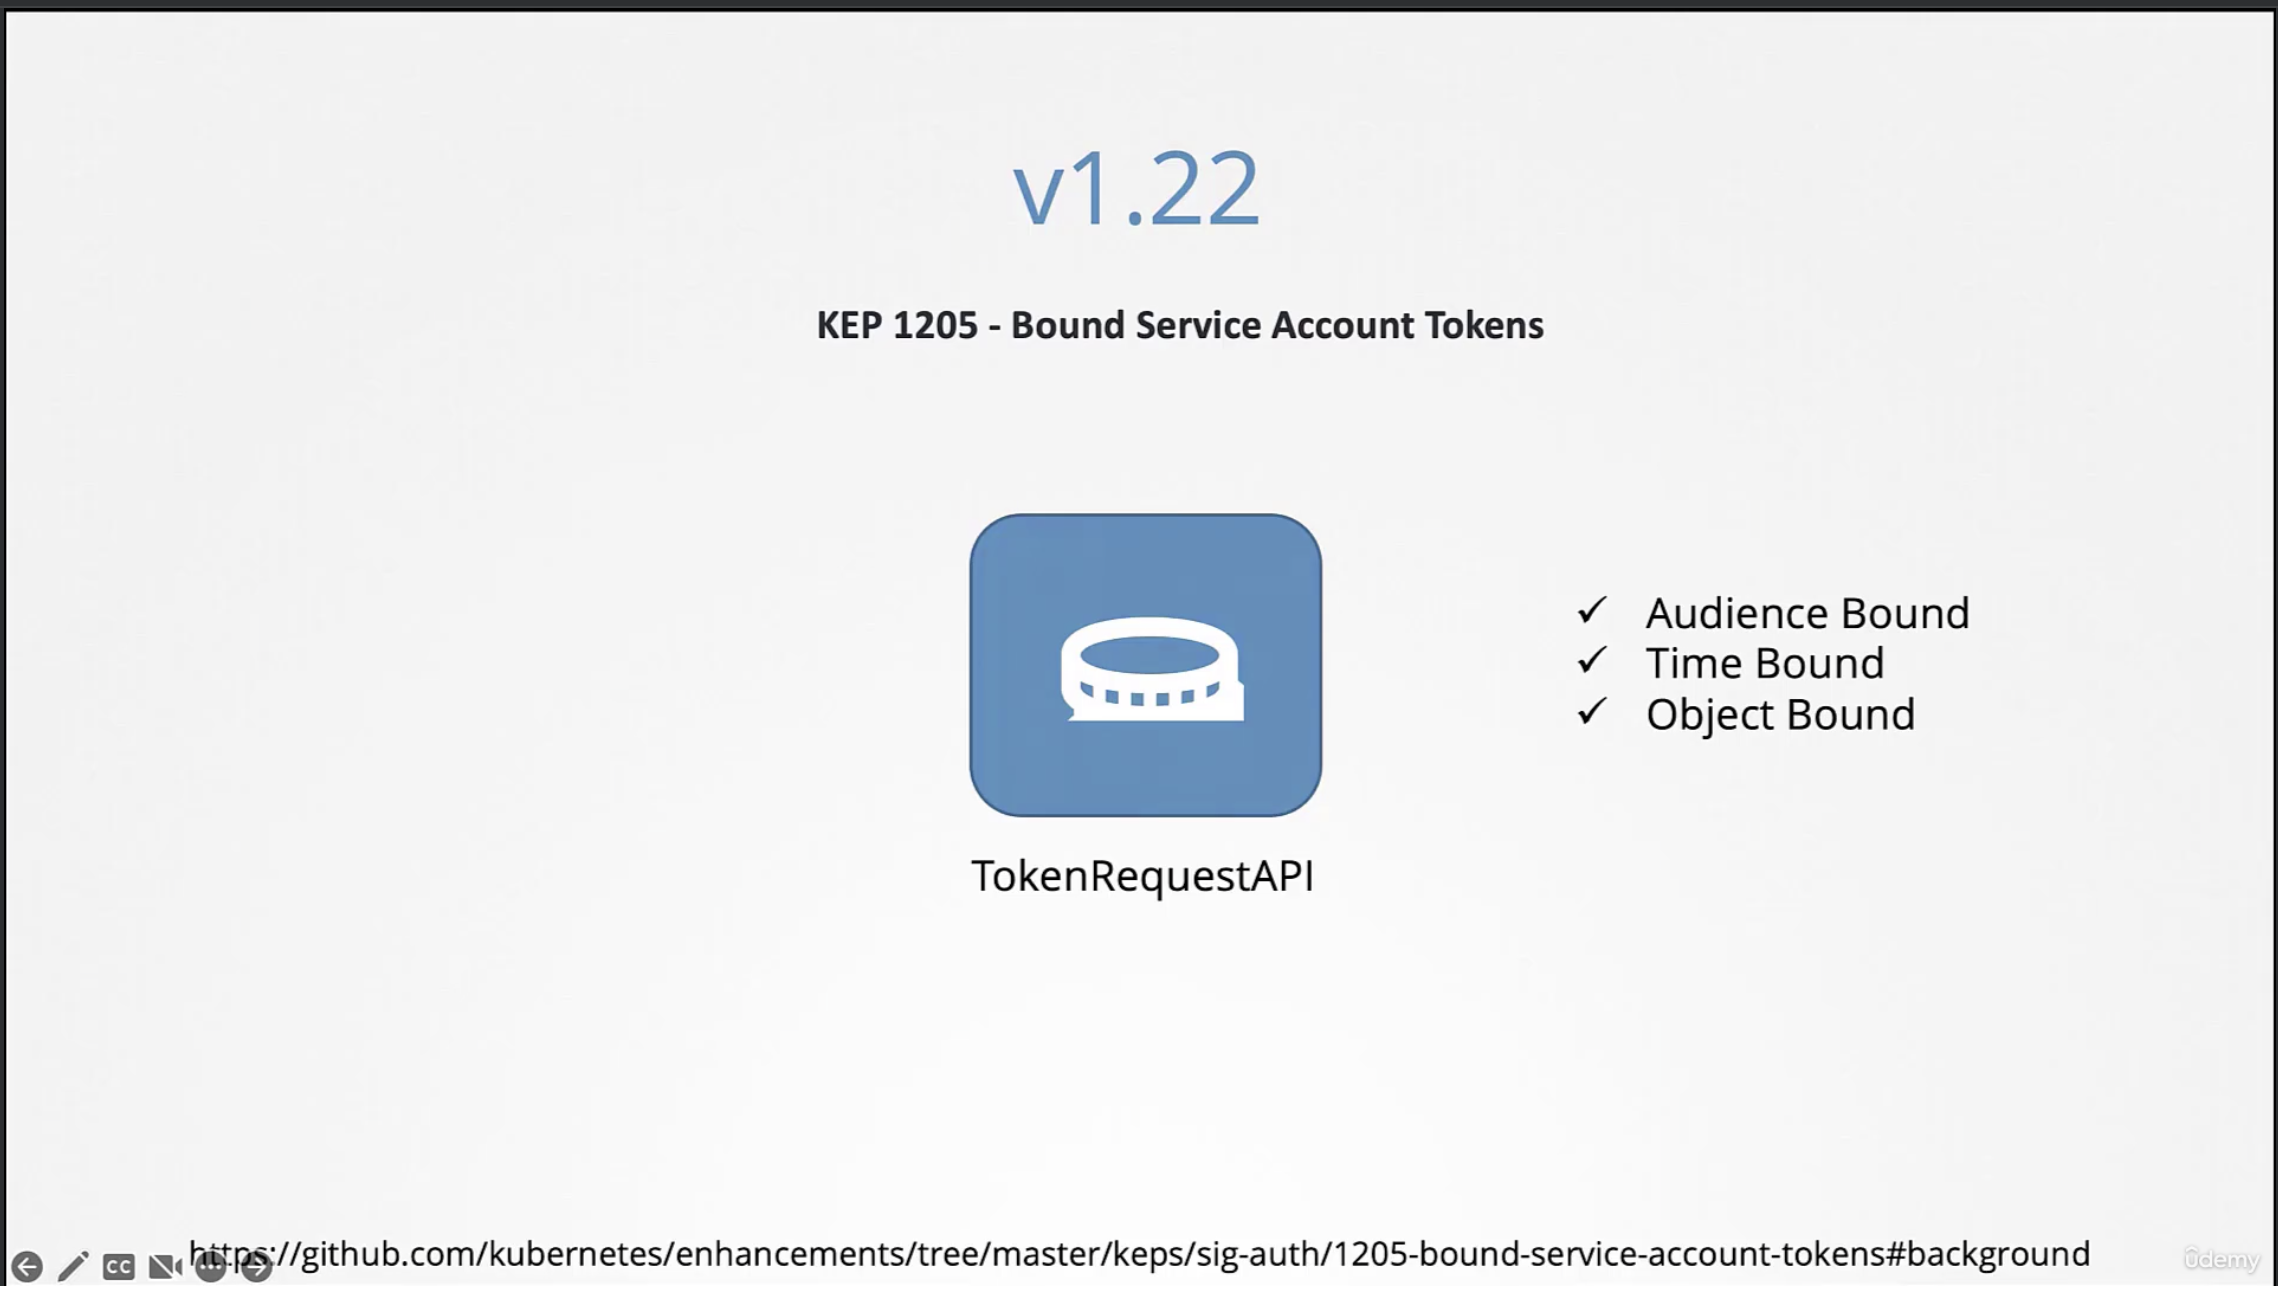 v1.22
KEP 1205 - Bound Service Account Tokens
✓ Audience Bound
✓ Time Bound
✓ Object Bound
TokenRequestAPI
https://github.com/kubernetes/enhancements/tree/master/keps/sig-auth/1205-bound-service-account-tokens#background
CC
ûdemy